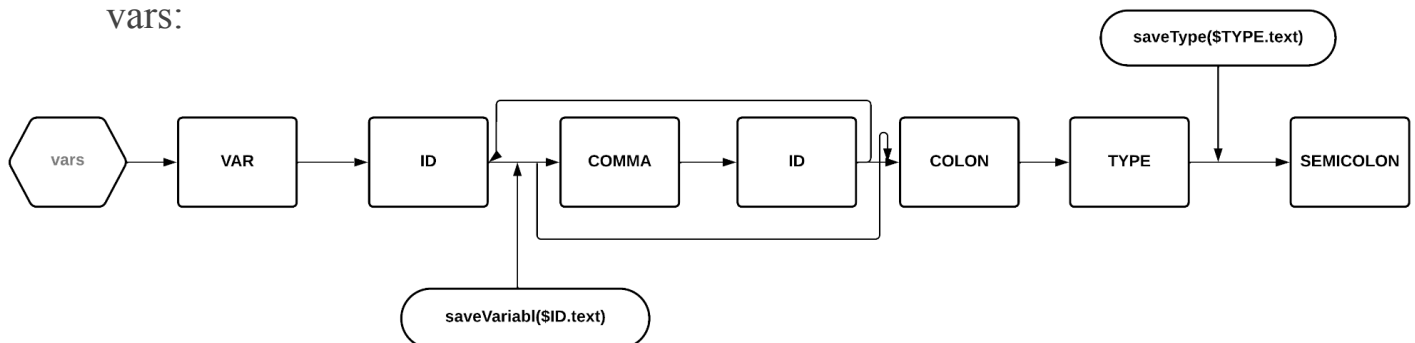 vars:
saveType($TYPE.text)
vars
VAR
ID
COMMA
ID
COLON
TYPE
SEMICOLON
saveVariabl($ID.text)